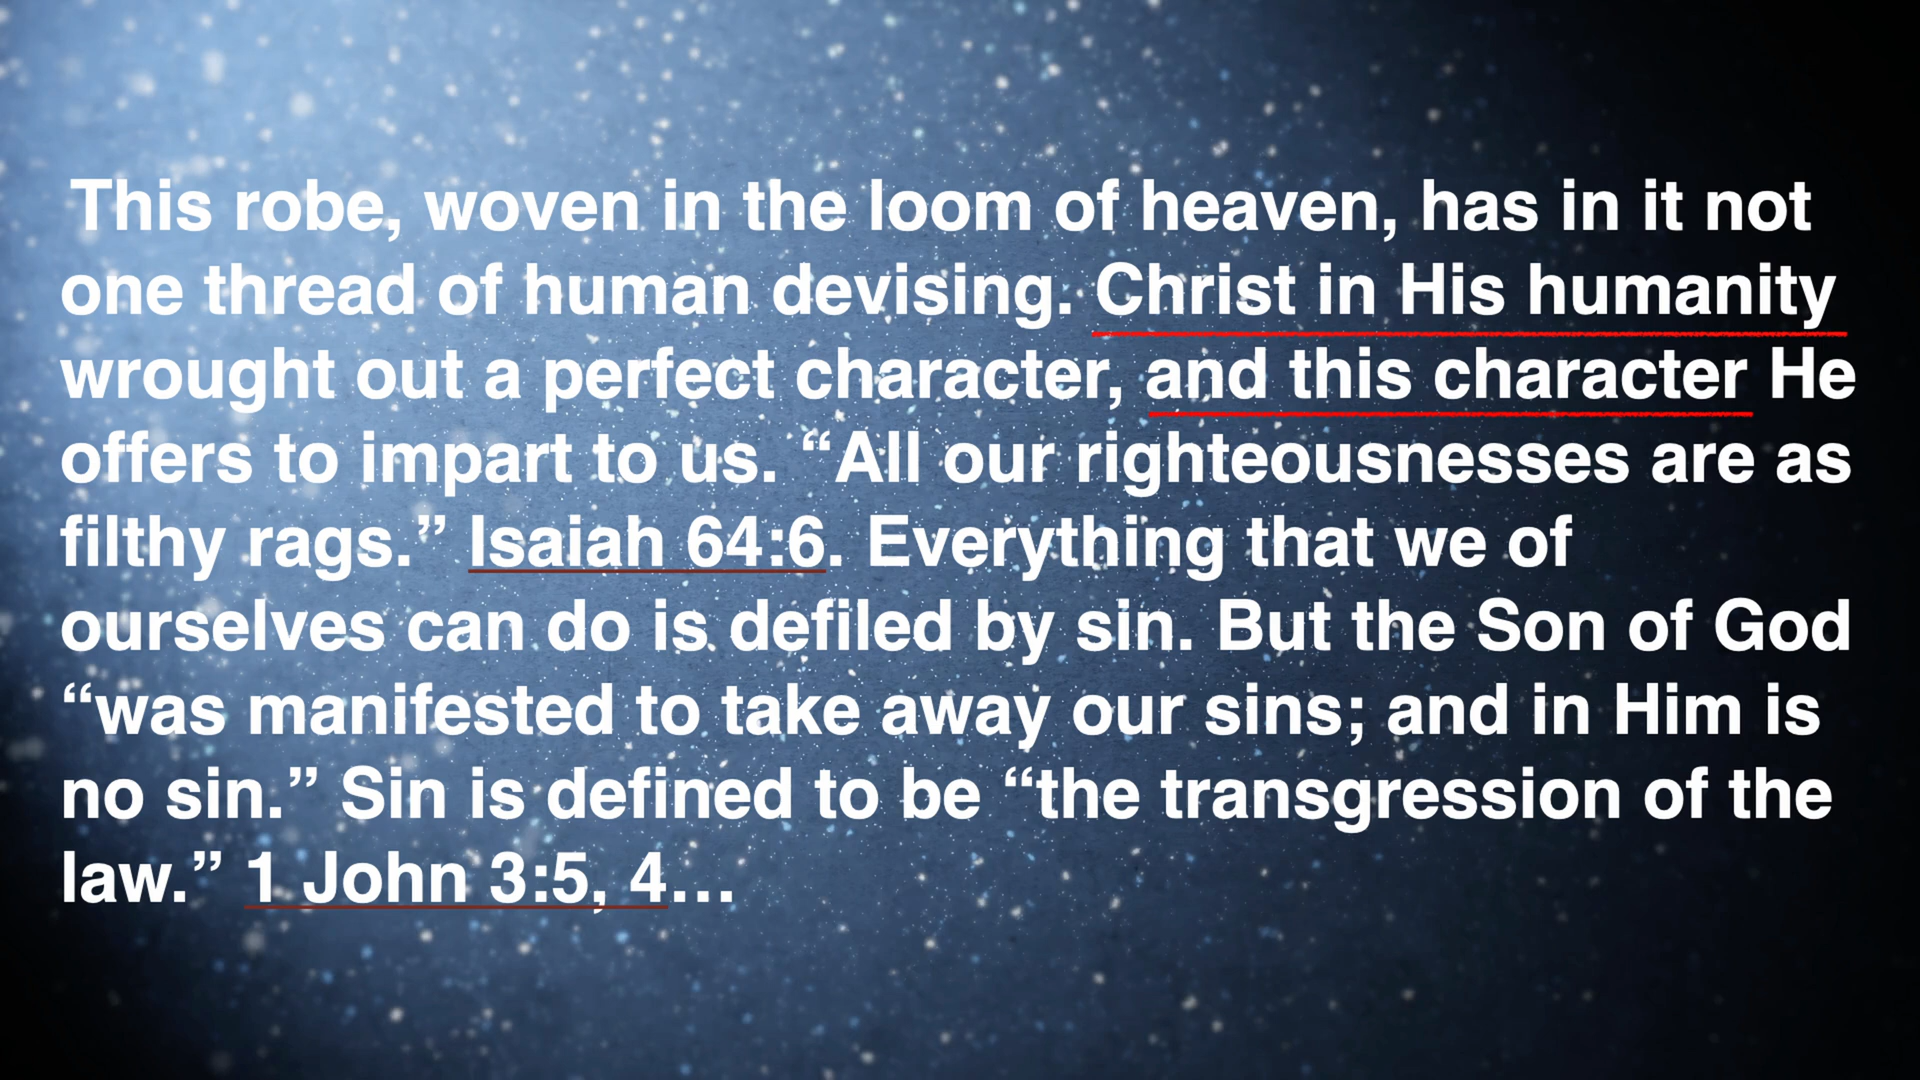 This robe, woven in the loom of heaven, has in it not
one thread of human devising. Christ in His humanity
wrought out a perfect character, and this character He
offers to impart to us. “All our righteousnesses are as
filthy rags.” Isaiah 64:6. Everything that we of
ourselves can do is defiled by sin. But the Son of God
“was manifested to take away our sins; and in Him is
no sin.” Sin is defined to be “the transgression of the
law.” 1 John 3:5, 4…